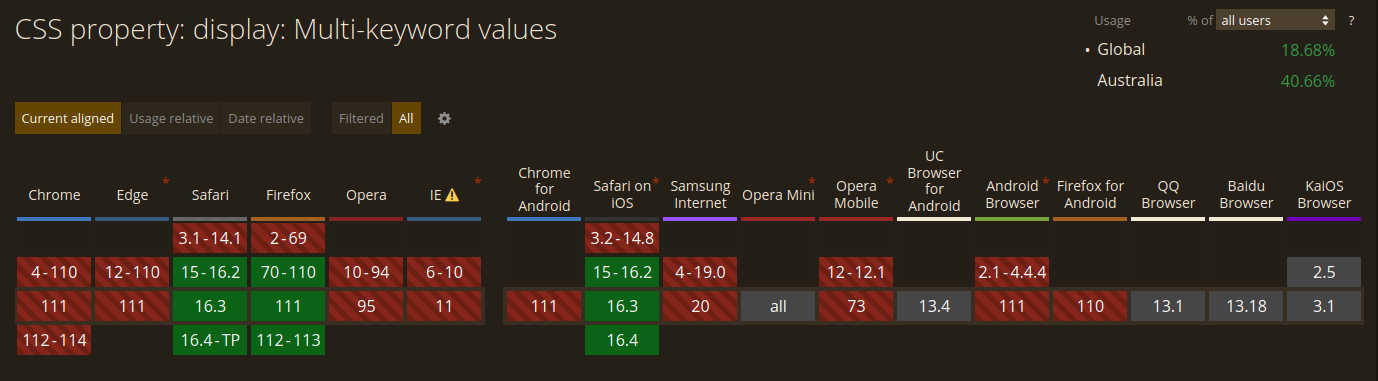 CSS property: display: Multi-keyword values
Usage % of all users ?
• Global 18.68%
Australia 40.66%
Current aligned Usage relative Date relative Filtered All
Chrome Edge * Safari Firefox Opera IE * Chrome for Android Safari on iOS * Samsung Internet Opera Mini * Opera Mobile * UC Browser for Android Android Browser * Firefox for Android QQ Browser Baidu Browser KaiOS Browser
3.1-14.1 2-69 3.2-14.8
4-110 12-110 15-16.2 70-110 10-94 6-10 15-16.2 4-19.0 12-12.1 2.1-4.4.4 2.5
111 111 16.3 111 95 11 111 16.3 20 all 73 13.4 111 110 13.1 13.18 3.1
112-114 16.4-TP 112-113 16.4